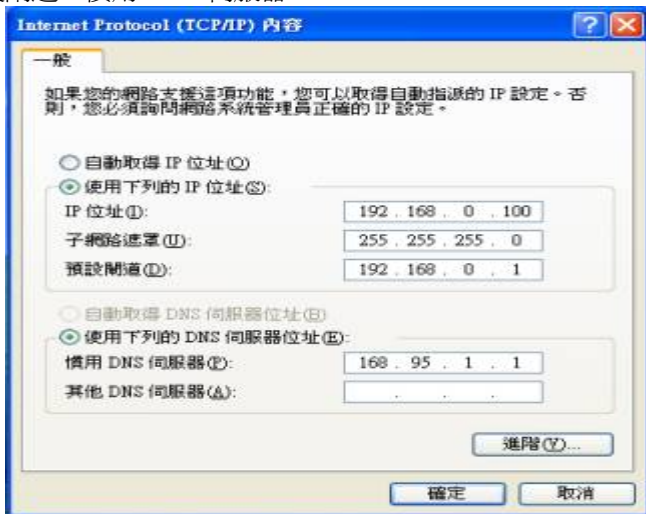 Internet Protocol (TCP/IP) 內容
一般
如果您的網路支援這項功能，您可以取得自動指派的 IP 設定。否
則，您必須詢問網路系統管理員正確的 IP 設定。
自動取得 IP 位址(O)
使用下列的 IP 位址(S):
IP 位址(I): 192 . 168 . 0 . 100
子網路遮罩(U): 255 . 255 . 255 . 0
預設閘道(D): 192 . 168 . 0 . 1
自動取得 DNS 伺服器位址(B)
使用下列的 DNS 伺服器位址(E):
慣用 DNS 伺服器(P): 168 . 95 . 1 . 1
其他 DNS 伺服器(A): . . .
進階(V)...
確定 取消